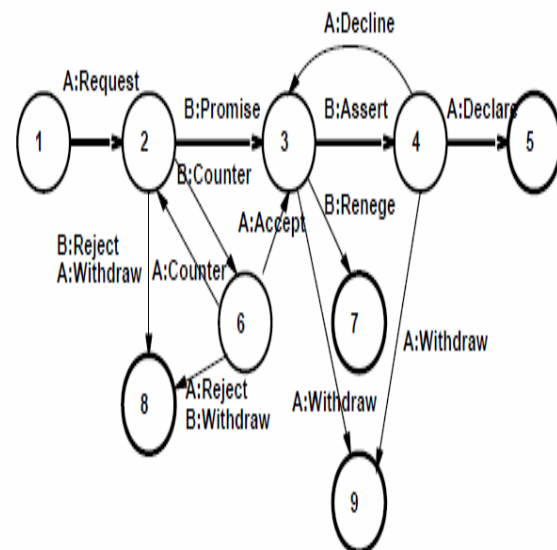 A:Decline
A:Request
B:Promise
B:Assert
A:Declare
1
2
3
4
5
B:Counter
B:Renege
A:Accept
B:Reject
A:Withdraw
A:Counter
6
7
A:Withdraw
8
A:Reject
B:Withdraw
A:Withdraw
9